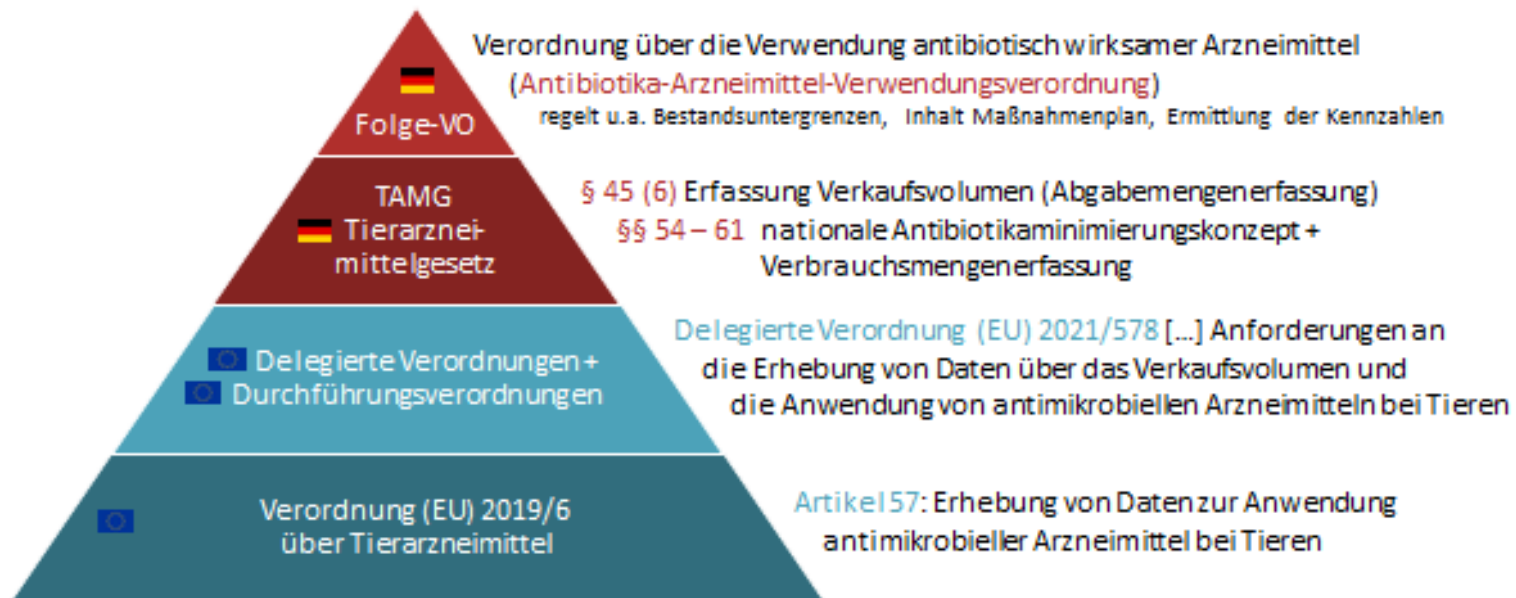 Verordnung über die Verwendung antibiotisch wirksamer Arzneimittel
(Antibiotika-Arzneimittel-Verwendungsverordnung)
regelt u.a. Bestandsuntergrenzen, Inhalt Maßnahmenplan, Ermittlung der Kennzahlen
Folge-VO
TAMG
Tierarznei-
mittelgesetz
§ 45 (6) Erfassung Verkaufsvolumen (Abgabemengenerfassung)
§§ 54 – 61 nationale Antibiotikaminimierungskonzept +
Verbrauchsmengenerfassung
Delegierte Verordnungen +
Durchführungsverordnungen
Delegierte Verordnung (EU) 2021/578 [...] Anforderungen an
die Erhebung von Daten über das Verkaufsvolumen und
die Anwendung von antimikrobiellen Arzneimitteln bei Tieren
Verordnung (EU) 2019/6
über Tierarzneimittel
Artikel 57: Erhebung von Daten zur Anwendung
antimikrobieller Arzneimittel bei Tieren